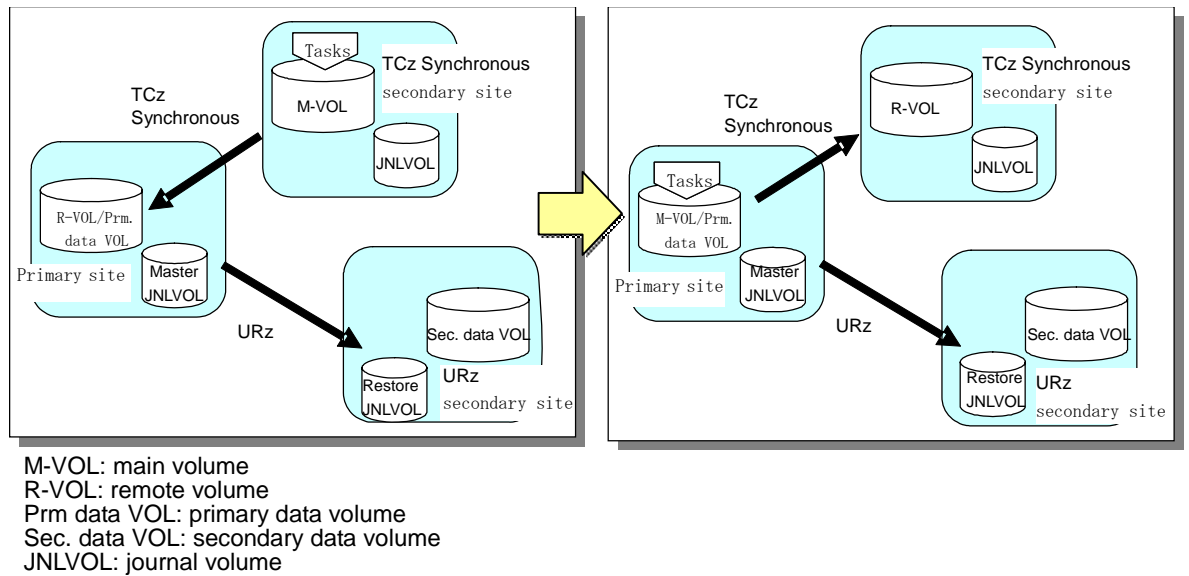 Tasks
TCz Synchronous
secondary site
M-VOL
JNLVOL
TCz
Synchronous
R-VOL/Prm.
data VOL
Primary site
Master
JNLVOL
URz
Sec. data VOL
Restore
JNLVOL
URz
secondary site
TCz Synchronous
secondary site
R-VOL
JNLVOL
TCz
Synchronous
Tasks
M-VOL/Prm.
data VOL
Primary site
Master
JNLVOL
URz
Sec. data VOL
Restore
JNLVOL
URz
secondary site
M-VOL: main volume
R-VOL: remote volume
Prm data VOL: primary data volume
Sec. data VOL: secondary data volume
JNLVOL: journal volume